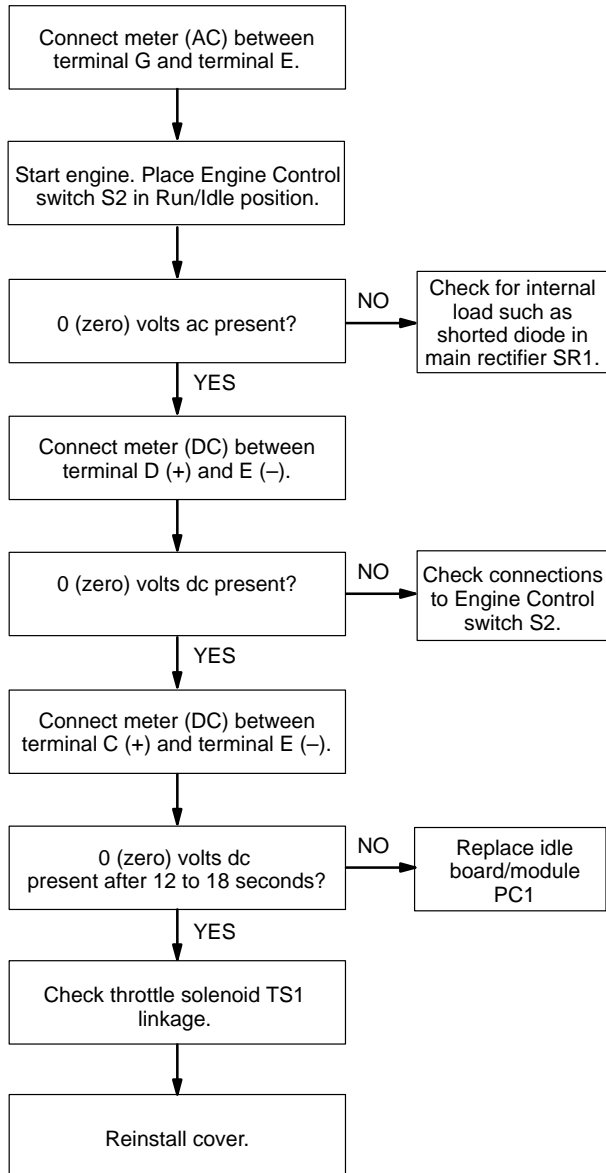 Connect meter (AC) between
terminal G and terminal E.
Start engine. Place Engine Control
switch S2 in Run/Idle position.
0 (zero) volts ac present?
NO
Check for internal
load such as
shorted diode in
main rectifier SR1.
YES
Connect meter (DC) between
terminal D (+) and E (–).
0 (zero) volts dc present?
NO
Check connections
to Engine Control
switch S2.
YES
Connect meter (DC) between
terminal C (+) and terminal E (–).
0 (zero) volts dc
present after 12 to 18 seconds?
NO
Replace idle
board/module
PC1
YES
Check throttle solenoid TS1
linkage.
Reinstall cover.